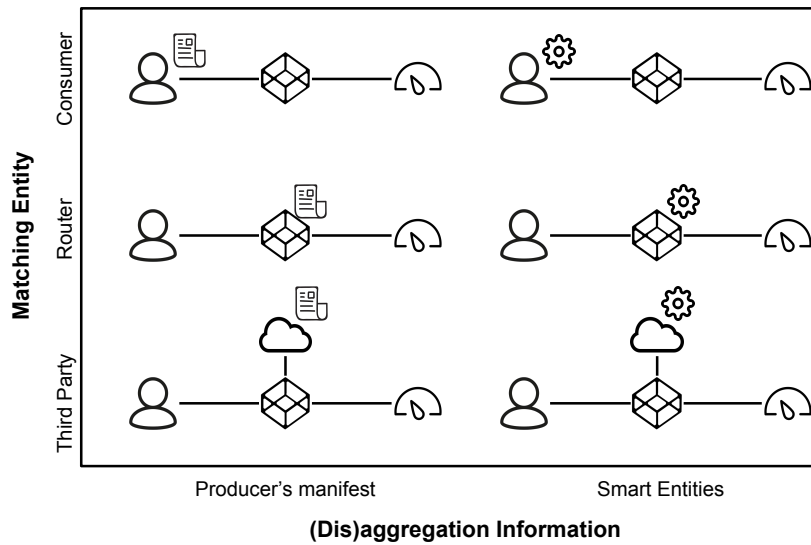 Matching Entity
Consumer
Router
Third Party
Producer's manifest
Smart Entities
(Dis)aggregation Information